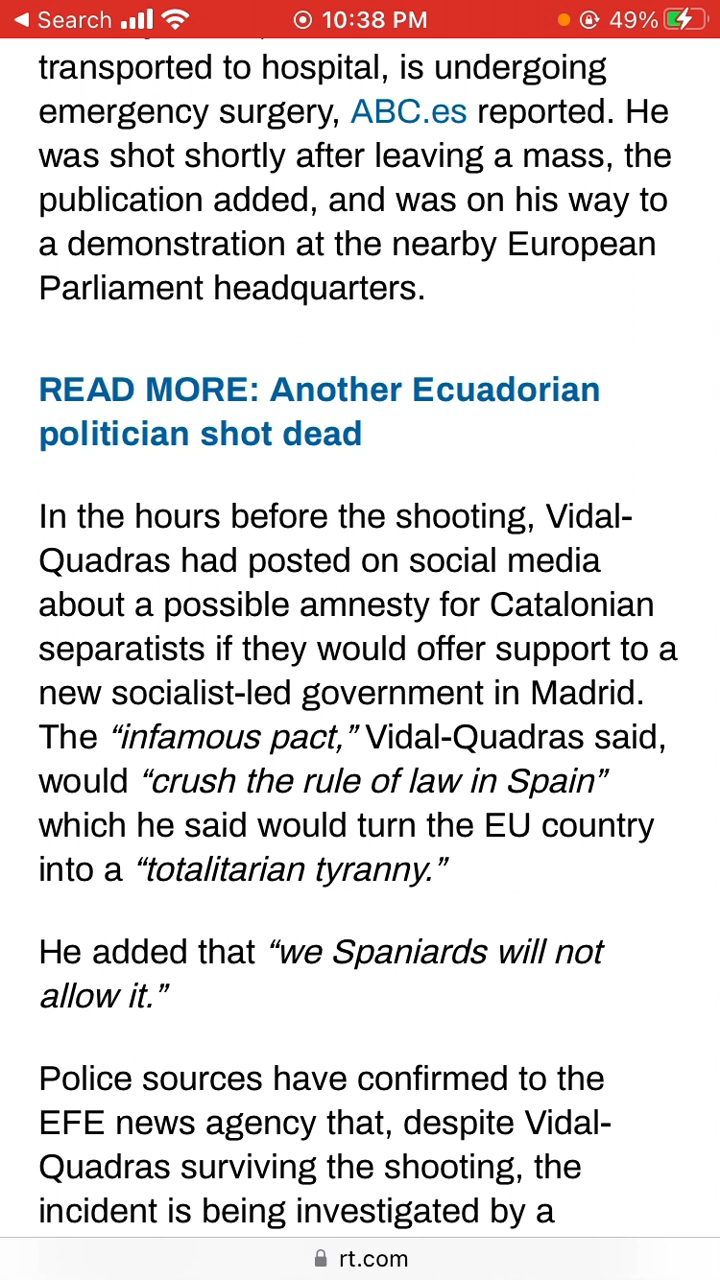 ◀ Search
10:38 PM
49%
transported to hospital, is undergoing
emergency surgery, ABC.es reported. He
was shot shortly after leaving a mass, the
publication added, and was on his way to
a demonstration at the nearby European
Parliament headquarters.
READ MORE: Another Ecuadorian
politician shot dead
In the hours before the shooting, Vidal-
Quadras had posted on social media
about a possible amnesty for Catalonian
separatists if they would offer support to a
new socialist-led government in Madrid.
The “infamous pact,” Vidal-Quadras said,
would “crush the rule of law in Spain”
which he said would turn the EU country
into a “totalitarian tyranny.”
He added that “we Spaniards will not
allow it.”
Police sources have confirmed to the
EFE news agency that, despite Vidal-
Quadras surviving the shooting, the
incident is being investigated by a
rt.com